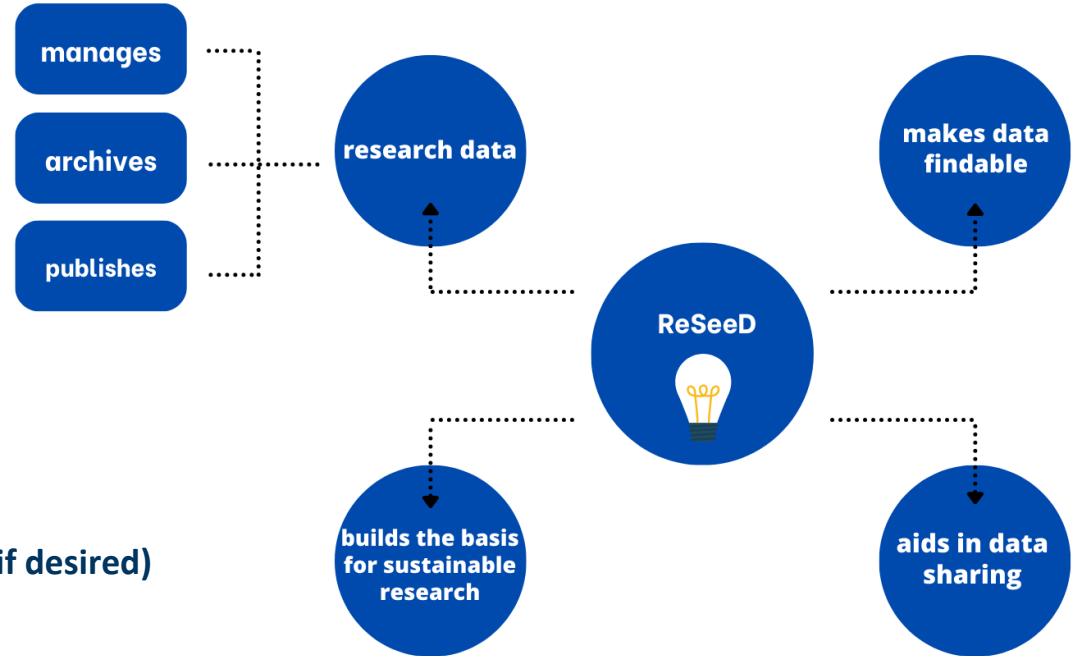 manages
archives
publishes
research data
makes data
findable
ReSeeD
builds the basis
for sustainable
research
aids in data
sharing
if desired)